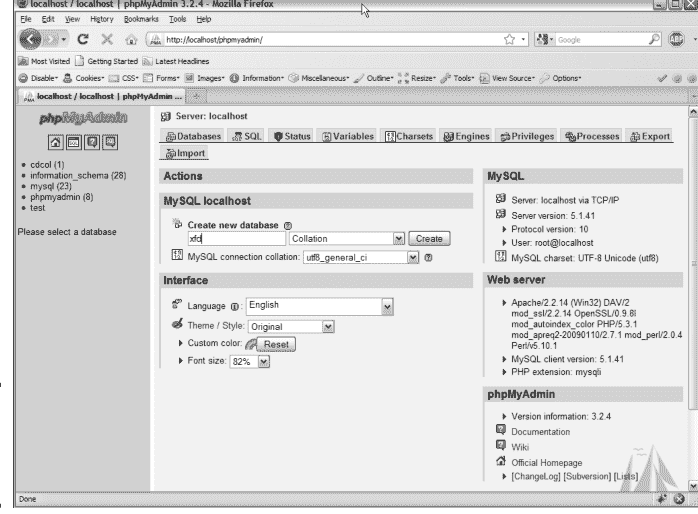 localhost / localhost | phpMyAdmin 3.2.4 - Mozilla Firefox
File Edit View History Bookmarks Tools Help
http://localhost/phpmyadmin/
Google
ABP
Most Visited Getting Started Latest Headlines
Disable Cookies CSS Forms Images Information Miscellaneous Outline Resize Tools View Source Options
localhost / localhost | phpMyAdmin ...
phpMyAdmin
cdcol (1)
information_schema (28)
mysql (23)
phpmyadmin (8)
test
Please select a database
Server: localhost
Databases SQL Status Variables Charsets Engines Privileges Processes Export
Import
Actions
MySQL localhost
Create new database
xfd Collation Create
MySQL connection collation: utf8_general_ci
Interface
Language : English
Theme / Style: Original
Custom color: Reset
Font size: 82%
MySQL
Server: localhost via TCP/IP
Server version: 5.1.41
Protocol version: 10
User: root@localhost
MySQL charset: UTF-8 Unicode (utf8)
Web server
Apache/2.2.14 (Win32) DAV/2
mod_ssl/2.2.14 OpenSSL/0.9.8l
mod_autoindex_color PHP/5.3.1
mod_apreq2-20090110/2.7.1 mod_perl/2.0.4
Perl/v5.10.1
MySQL client version: 5.1.41
PHP extension: mysqli
phpMyAdmin
Version information: 3.2.4
Documentation
Wiki
Official Homepage
[ChangeLog] [Subversion] [Lists]
Done